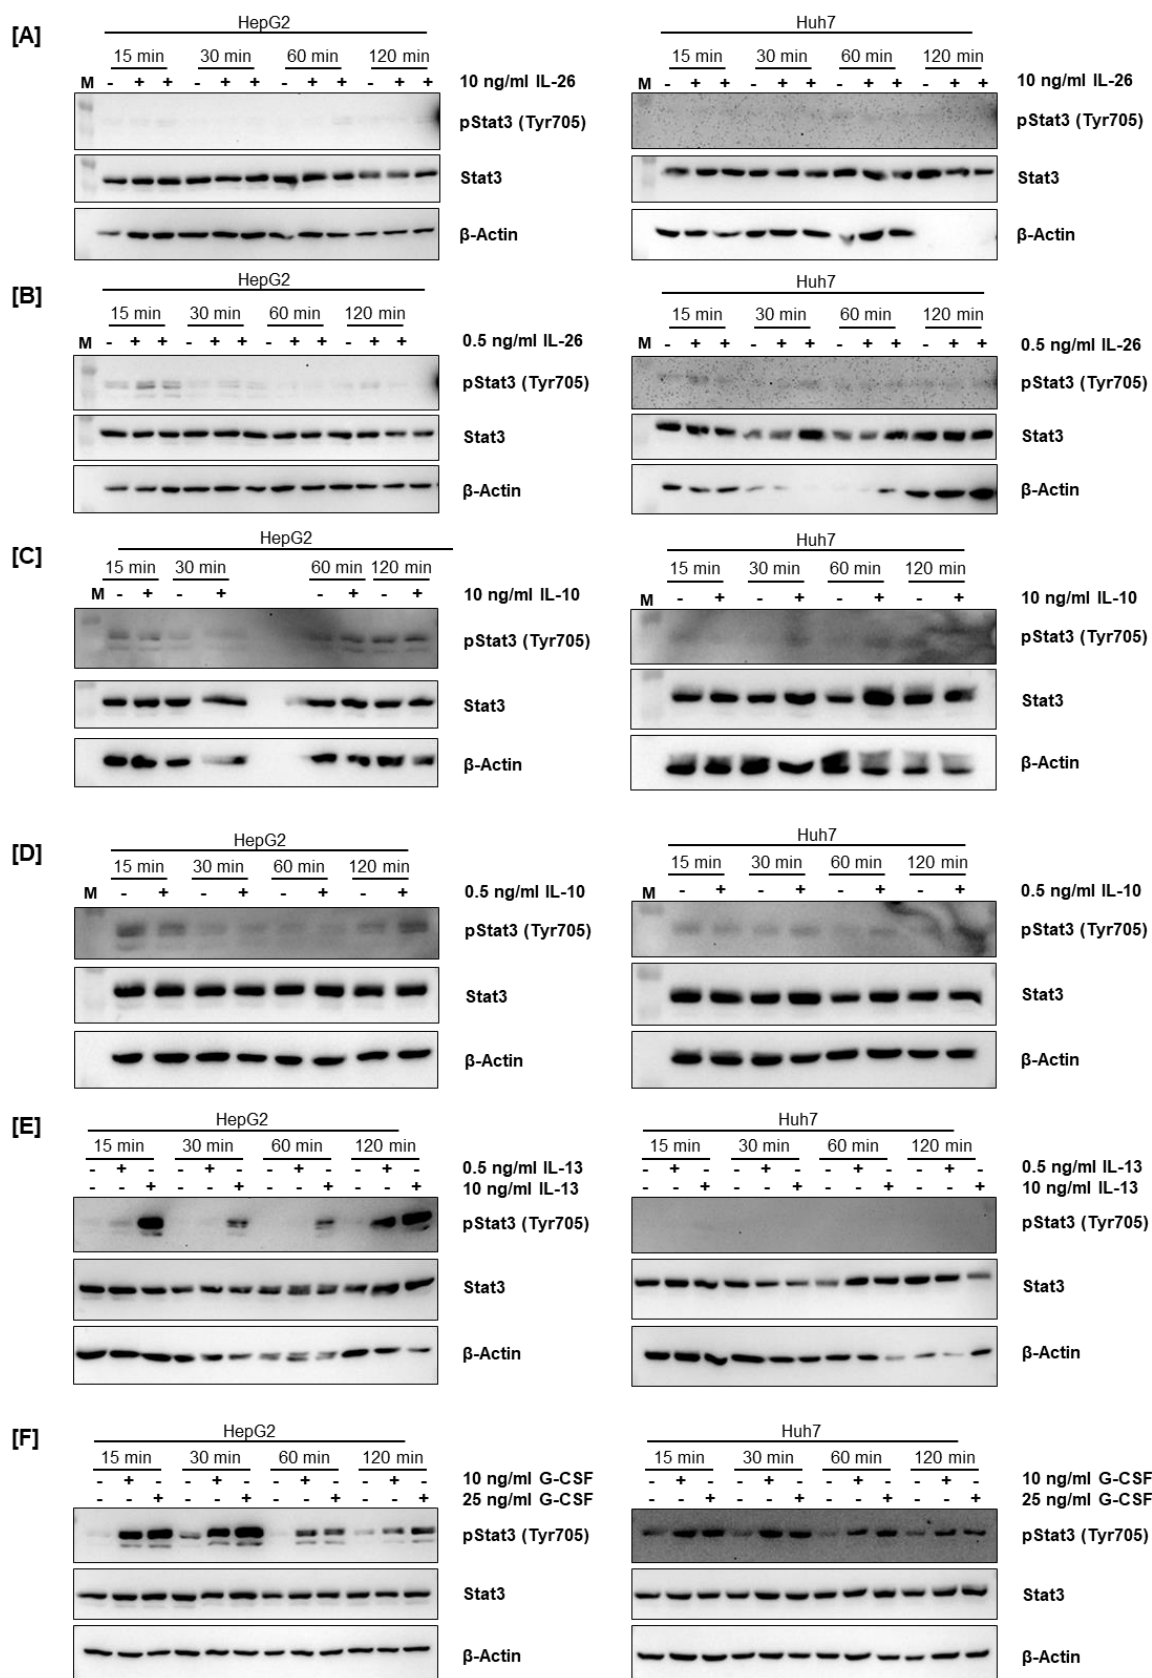 [A]
HepG2
15 min 30 min 60 min 120 min
M - + + - + + - + + - + + 10 ng/ml IL-26
pStat3 (Tyr705)
Stat3
β-Actin
Huh7
15 min 30 min 60 min 120 min
M - + + - + + - + + - + + 10 ng/ml IL-26
pStat3 (Tyr705)
Stat3
β-Actin
[B]
HepG2
15 min 30 min 60 min 120 min
M - + + - + + - + + - + + 0.5 ng/ml IL-26
pStat3 (Tyr705)
Stat3
β-Actin
Huh7
15 min 30 min 60 min 120 min
M - + + - + + - + + - + + 0.5 ng/ml IL-26
pStat3 (Tyr705)
Stat3
β-Actin
[C]
HepG2
15 min 30 min 60 min 120 min
M - + - + - + - + 10 ng/ml IL-10
pStat3 (Tyr705)
Stat3
β-Actin
Huh7
15 min 30 min 60 min 120 min
M - + - + - + - + 10 ng/ml IL-10
pStat3 (Tyr705)
Stat3
β-Actin
[D]
HepG2
15 min 30 min 60 min 120 min
M - + - + - + - + 0.5 ng/ml IL-10
pStat3 (Tyr705)
Stat3
β-Actin
Huh7
15 min 30 min 60 min 120 min
M - + - + - + - + 0.5 ng/ml IL-10
pStat3 (Tyr705)
Stat3
β-Actin
[E]
HepG2
15 min 30 min 60 min 120 min
- + - - + - - + - - + - 0.5 ng/ml IL-13
- - + - - + - - + - - + 10 ng/ml IL-13
pStat3 (Tyr705)
Stat3
β-Actin
Huh7
15 min 30 min 60 min 120 min
- + - - + - - + - - + - 0.5 ng/ml IL-13
- - + - - + - - + - - + 10 ng/ml IL-13
pStat3 (Tyr705)
Stat3
β-Actin
[F]
HepG2
15 min 30 min 60 min 120 min
- + - - + - - + - - + - 10 ng/ml G-CSF
- - + - - + - - + - - + 25 ng/ml G-CSF
pStat3 (Tyr705)
Stat3
β-Actin
Huh7
15 min 30 min 60 min 120 min
- + - - + - - + - - + - 10 ng/ml G-CSF
- - + - - + - - + - - + 25 ng/ml G-CSF
pStat3 (Tyr705)
Stat3
β-Actin